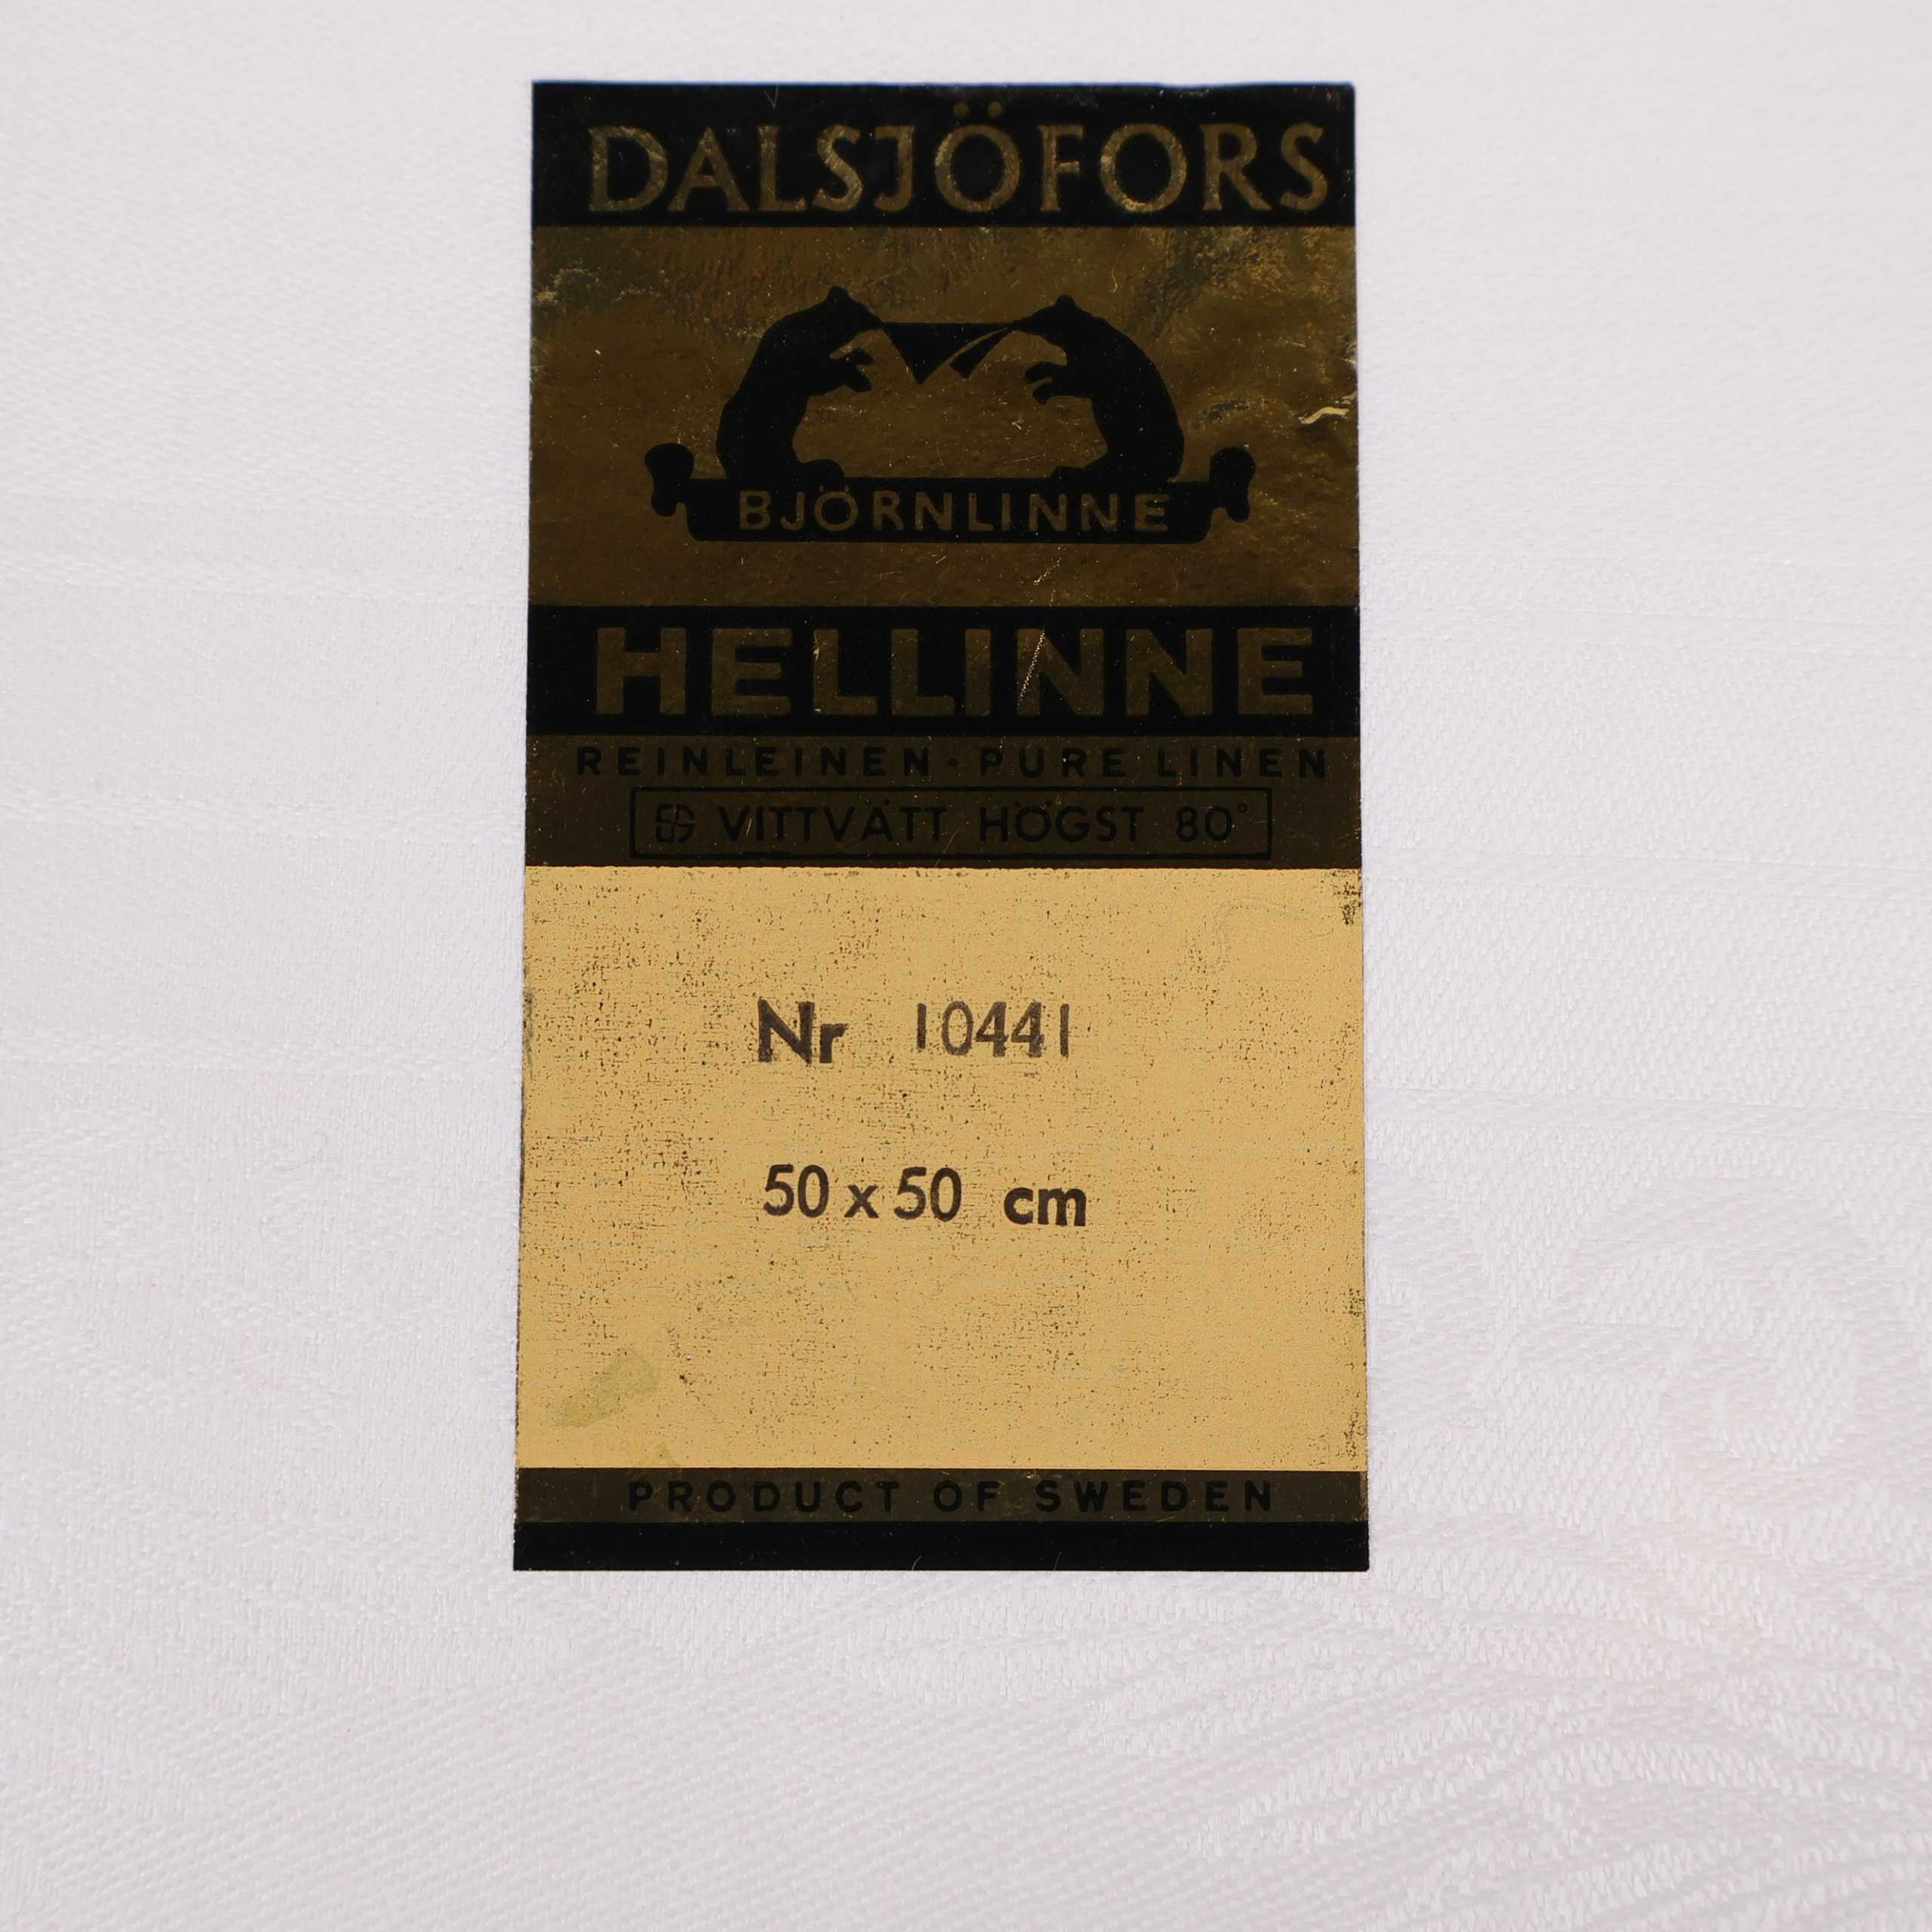 DALSJÖFORS
BJÖRNLINNE
HELLINNE
REINLEINEN · PURE LINEN
VITTVÄTT HÖGST 80°
Nr 10441
50 x 50 cm
PRODUCT OF SWEDEN